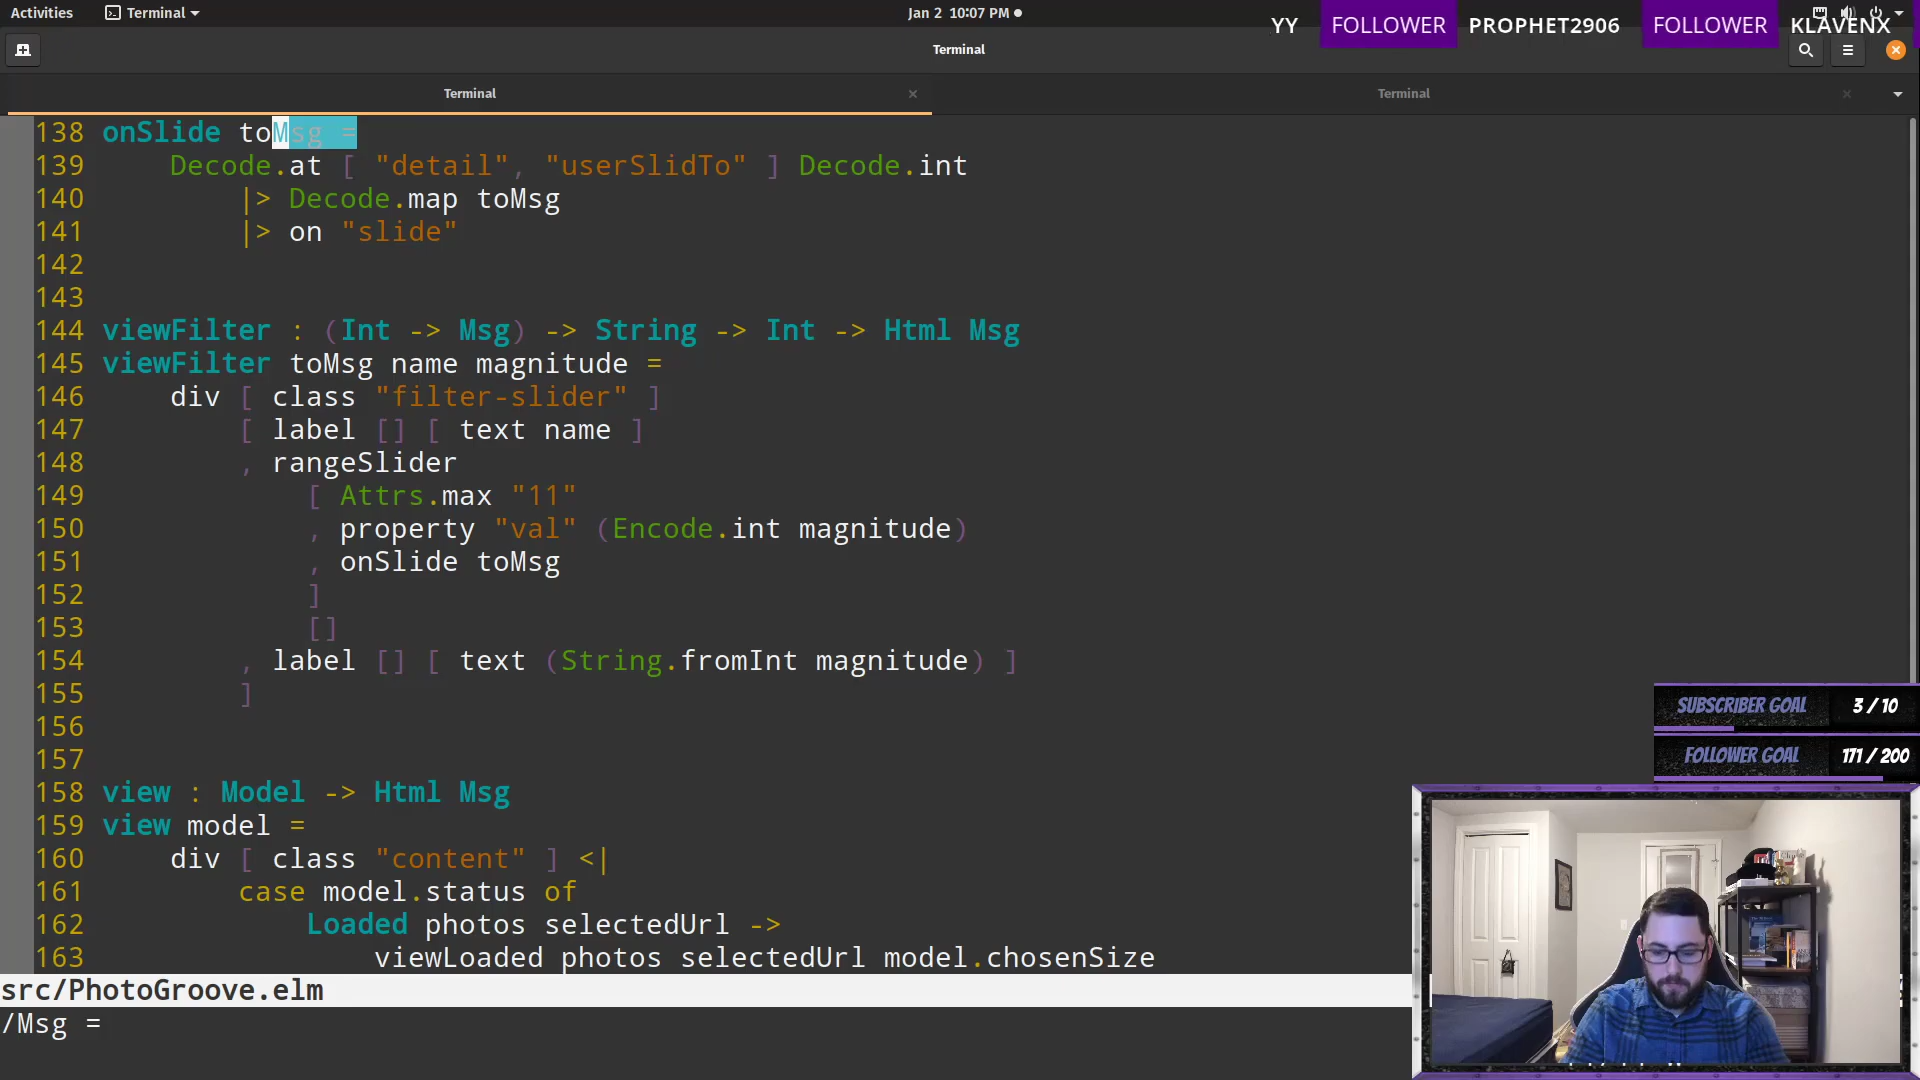 Activities
Terminal
Jan 2 10:07 PM
YY
FOLLOWER
PROPHET2906
FOLLOWER
KLAVENX
Terminal
Terminal
Terminal
138 onSlide toMsg =
139 Decode.at [ "detail", "userSlidTo" ] Decode.int
140 |> Decode.map toMsg
141 |> on "slide"
142
143
144 viewFilter : (Int -> Msg) -> String -> Int -> Html Msg
145 viewFilter toMsg name magnitude =
146 div [ class "filter-slider" ]
147 [ label [] [ text name ]
148 , rangeSlider
149 [ Attrs.max "11"
150 , property "val" (Encode.int magnitude)
151 , onSlide toMsg
152 ]
153 []
154 , label [] [ text (String.fromInt magnitude) ]
155 ]
156
157
158 view : Model -> Html Msg
159 view model =
160 div [ class "content" ] <|
161 case model.status of
162 Loaded photos selectedUrl ->
163 viewLoaded photos selectedUrl model.chosenSize
src/PhotoGroove.elm
/Msg =
SUBSCRIBER GOAL 3 / 10
FOLLOWER GOAL 171 / 200